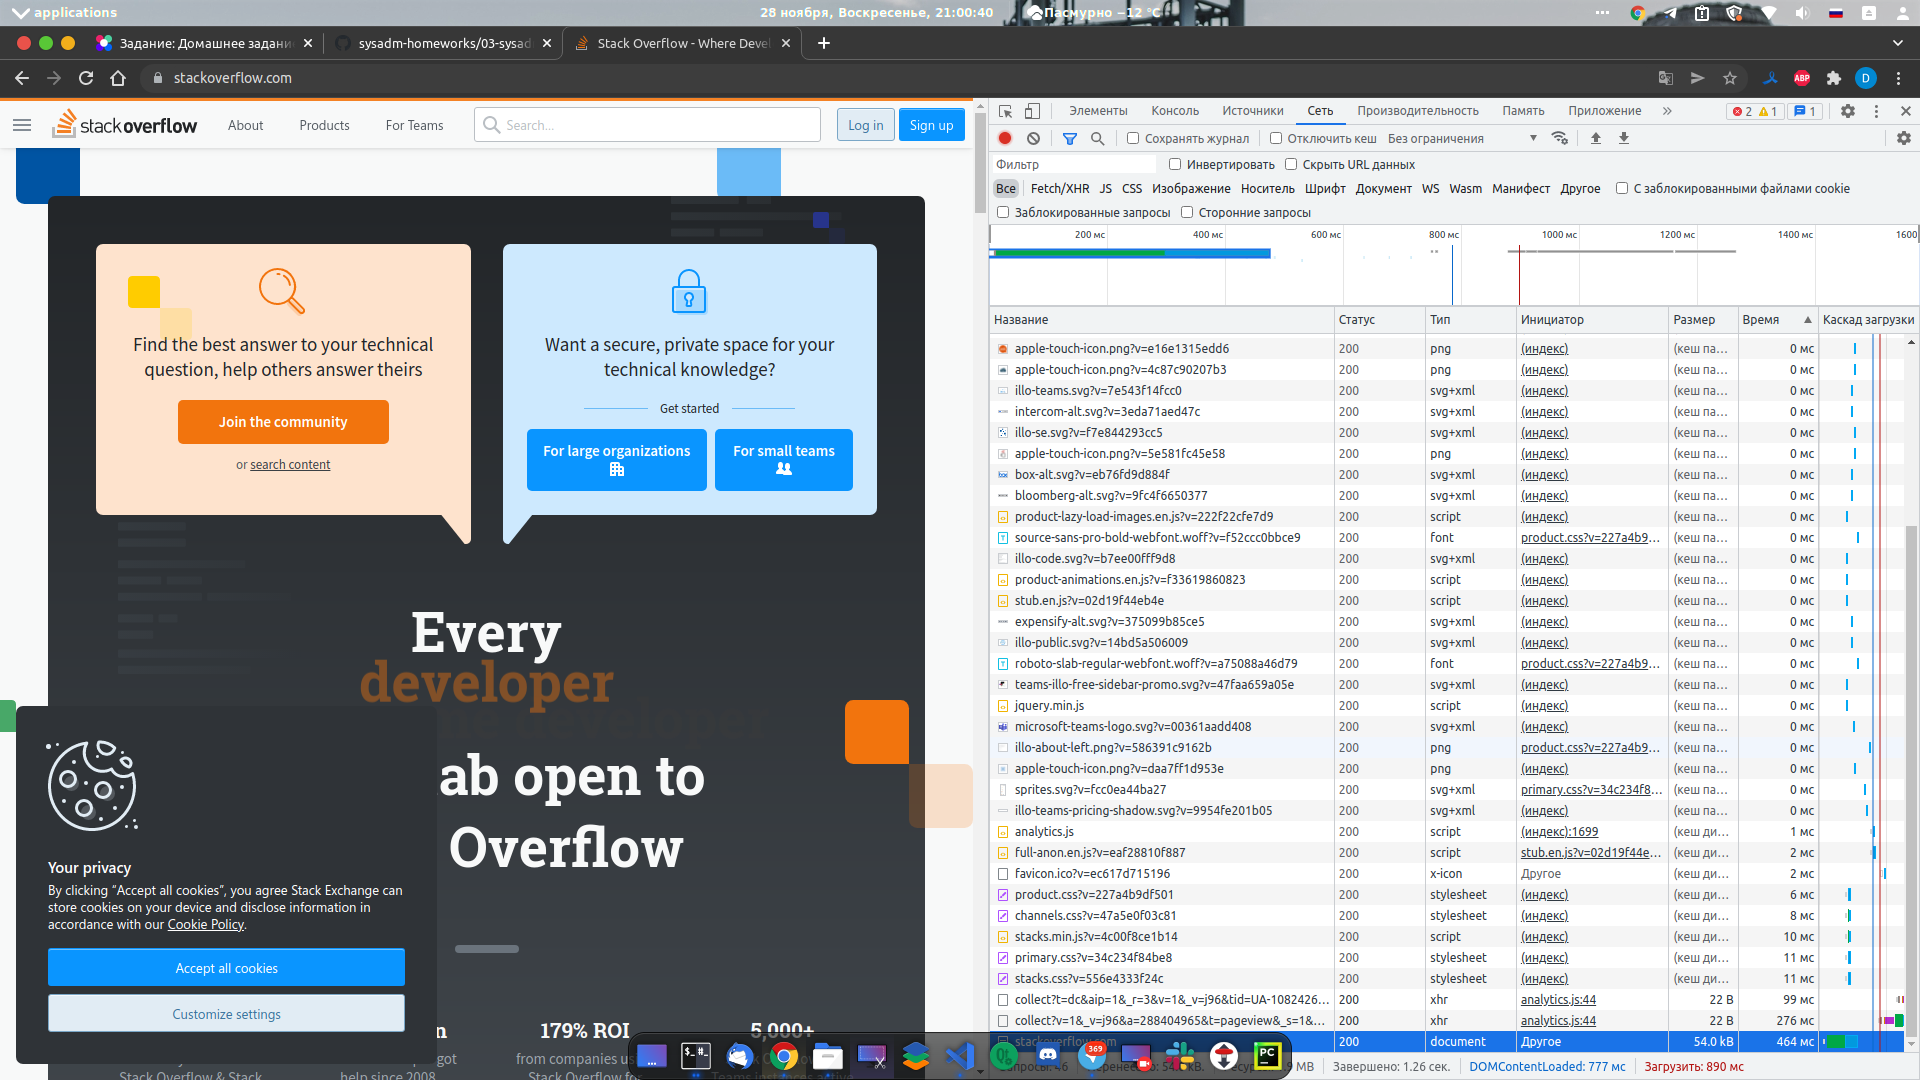 applications
28 ноября, Воскресенье, 21:00:40
Пасмурно −12 °C
Задание: Домашнее задани
sysadm-homeworks/03-sysad
Stack Overflow - Where Devel
stackoverflow.com
stackoverflow
About
Products
For Teams
Search...
Log in
Sign up
Find the best answer to your technical
question, help others answer theirs
Join the community
or search content
Want a secure, private space for your
technical knowledge?
Get started
For large organizations
For small teams
Every
developer
ab open to
Overflow
179% ROI
5,000+
from companies us
got
help since 2008
Your privacy
By clicking “Accept all cookies”, you agree Stack Exchange can
store cookies on your device and disclose information in
accordance with our Cookie Policy.
Accept all cookies
Customize settings
Элементы Консоль Источники Сеть Производительность Память Приложение » 2 1 1
Сохранять журнал Отключить кеш Без ограничения
Фильтр Инвертировать Скрыть URL данных
Все Fetch/XHR JS CSS Изображение Носитель Шрифт Документ WS Wasm Манифест Другое С заблокированными файлами cookie
Заблокированные запросы Сторонние запросы
200 мс 400 мс 600 мс 800 мс 1000 мс 1200 мс 1400 мс 1600
Название Статус Тип Инициатор Размер Время Каскад загрузки
apple-touch-icon.png?v=e16e1315edd6 200 png (индекс) (кеш па... 0 мс
apple-touch-icon.png?v=4c87c90207b3 200 png (индекс) (кеш па... 0 мс
illo-teams.svg?v=7e543f14fcc0 200 svg+xml (индекс) (кеш па... 0 мс
intercom-alt.svg?v=3eda71aed47c 200 svg+xml (индекс) (кеш па... 0 мс
illo-se.svg?v=f7e844293cc5 200 svg+xml (индекс) (кеш па... 0 мс
apple-touch-icon.png?v=5e581fc45e58 200 png (индекс) (кеш па... 0 мс
box-alt.svg?v=eb76fd9d884f 200 svg+xml (индекс) (кеш па... 0 мс
bloomberg-alt.svg?v=9fc4f6650377 200 svg+xml (индекс) (кеш па... 0 мс
product-lazy-load-images.en.js?v=222f22cfe7d9 200 script (индекс) (кеш па... 0 мс
source-sans-pro-bold-webfont.woff?v=f52ccc0bbce9 200 font product.css?v=227a4b9... (кеш па... 0 мс
illo-code.svg?v=b7ee00fff9d8 200 svg+xml (индекс) (кеш па... 0 мс
product-animations.en.js?v=f33619860823 200 script (индекс) (кеш па... 0 мс
stub.en.js?v=02d19f44eb4e 200 script (индекс) (кеш па... 0 мс
expensify-alt.svg?v=375099b85ce5 200 svg+xml (индекс) (кеш па... 0 мс
illo-public.svg?v=14bd5a506009 200 svg+xml (индекс) (кеш па... 0 мс
roboto-slab-regular-webfont.woff?v=a75088a46d79 200 font product.css?v=227a4b9... (кеш па... 0 мс
teams-illo-free-sidebar-promo.svg?v=47faa659a05e 200 svg+xml (индекс) (кеш па... 0 мс
jquery.min.js 200 script (индекс) (кеш па... 0 мс
microsoft-teams-logo.svg?v=00361aadd408 200 svg+xml (индекс) (кеш па... 0 мс
illo-about-left.png?v=586391c9162b 200 png product.css?v=227a4b9... (кеш па... 0 мс
apple-touch-icon.png?v=daa7ff1d953e 200 png (индекс) (кеш па... 0 мс
sprites.svg?v=fcc0ea44ba27 200 svg+xml primary.css?v=34c234f8... (кеш па... 0 мс
illo-teams-pricing-shadow.svg?v=9954fe201b05 200 svg+xml (индекс) (кеш па... 0 мс
analytics.js 200 script (индекс):1699 (кеш ди... 1 мс
full-anon.en.js?v=eaf28810f887 200 script stub.en.js?v=02d19f44e... (кеш ди... 2 мс
favicon.ico?v=ec617d715196 200 x-icon Другое (кеш ди... 2 мс
product.css?v=227a4b9df501 200 stylesheet (индекс) (кеш ди... 6 мс
channels.css?v=47a5e0f03c81 200 stylesheet (индекс) (кеш ди... 8 мс
stacks.min.js?v=4c00f8ce1b14 200 script (индекс) (кеш ди... 10 мс
primary.css?v=34c234f84be8 200 stylesheet (индекс) (кеш ди... 11 мс
stacks.css?v=556e4333f24c 200 stylesheet (индекс) (кеш ди... 11 мс
collect?t=dc&aip=1&_r=3&v=1&_v=j96&tid=UA-1082426... 200 xhr analytics.js:44 22 B 99 мс
collect?v=1&_v=j96&a=288404965&t=pageview&_s=1&... 200 xhr analytics.js:44 22 B 276 мс
stackoverflow.com 200 document Другое 54.0 kB 464 мс
Завершено: 1.26 сек. DOMContentLoaded: 777 мс Загрузки: 890 мс